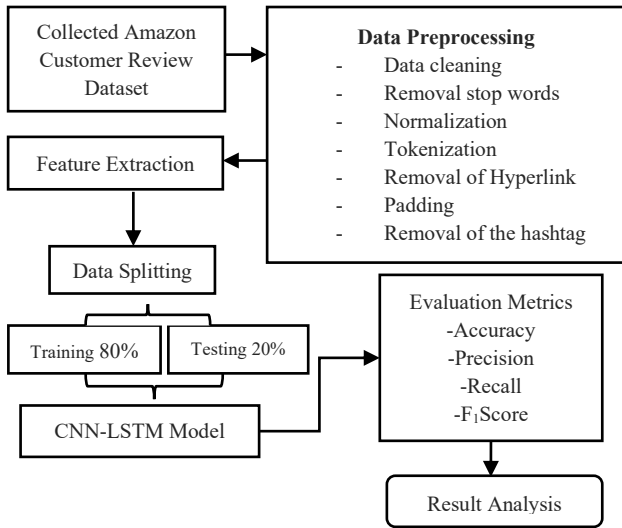 Collected Amazon
Customer Review
Dataset
Data Preprocessing
- Data cleaning
- Removal stop words
- Normalization
- Tokenization
- Removal of Hyperlink
- Padding
- Removal of the hashtag
Feature Extraction
Data Splitting
Training 80%
Testing 20%
CNN-LSTM Model
Evaluation Metrics
-Accuracy
-Precision
-Recall
-F₁Score
Result Analysis